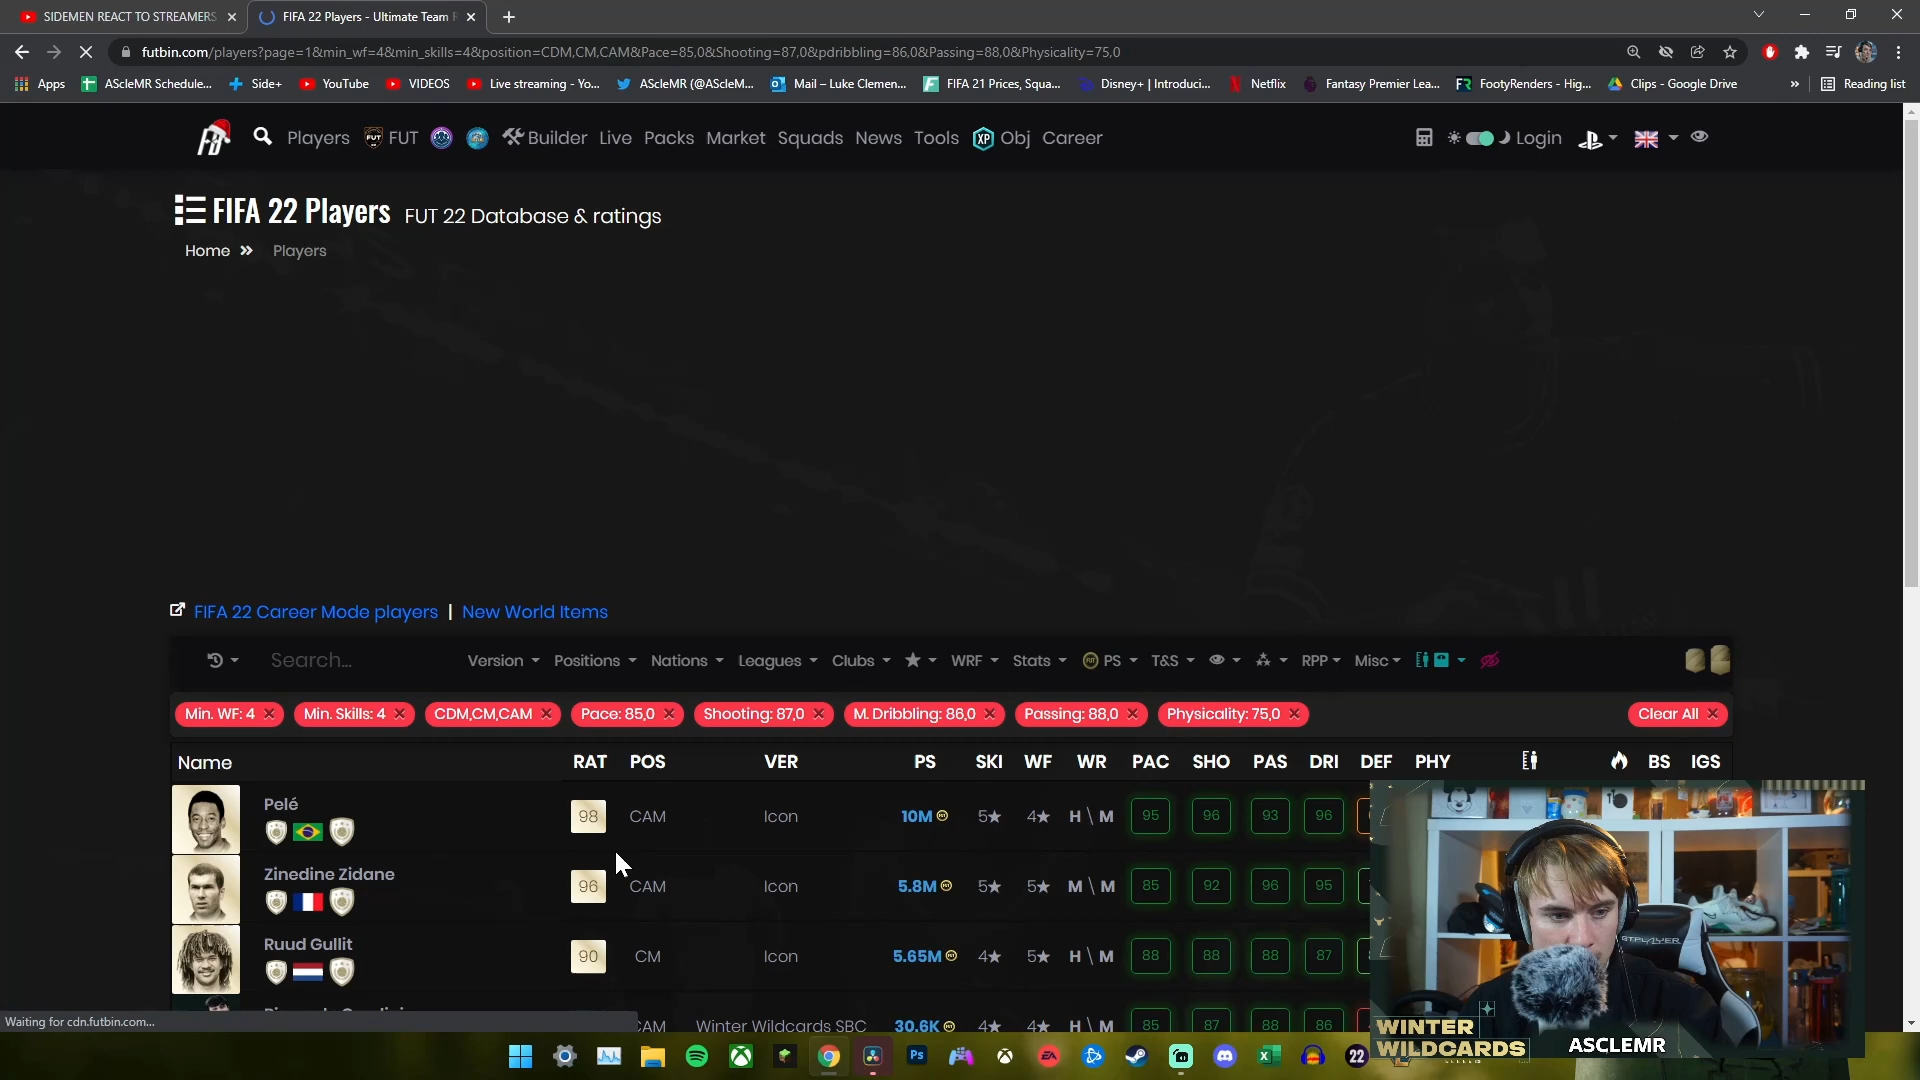 SIDEMEN REACT TO STREAMERS
FIFA 22 Players - Ultimate Team
futbin.com/players?page=1&min_wf=4&min_skills=4&position=CDM,CM,CAM&Pace=85,0&Shooting=87,0&pdribbling=86,0&Passing=88,0&Physicality=75,0
Apps AScleMR Schedule... Side+ YouTube VIDEOS Live streaming - Yo... AScleMR (@AScleM... Mail – Luke Clemen... FIFA 21 Prices, Squa... Disney+ | Introduci... Netflix Fantasy Premier Lea... FootyRenders - Hig... Clips - Google Drive » Reading list
Players FUT Builder Live Packs Market Squads News Tools XP Obj Career Login
FIFA 22 Players FUT 22 Database & ratings
Home » Players
FIFA 22 Career Mode players | New World Items
Search... Version Positions Nations Leagues Clubs WRF Stats PS T&S RPP Misc
Min. WF: 4 Min. Skills: 4 CDM,CM,CAM Pace: 85,0 Shooting: 87,0 M. Dribbling: 86,0 Passing: 88,0 Physicality: 75,0 Clear All
Name RAT POS VER PS SKI WF WR PAC SHO PAS DRI DEF PHY BS IGS
Pelé
98 CAM Icon 10M 5★ 4★ H \ M 95 96 93 96
Zinedine Zidane
96 CAM Icon 5.8M 5★ 5★ M \ M 85 92 96 95
Ruud Gullit
90 CM Icon 5.65M 4★ 5★ H \ M 88 88 88 87
CAM Winter Wildcards SBC 30.6K 4★ 4★ H \ M 85 87 88 86
Waiting for cdn.futbin.com...
GTPLAYER
WINTER
WILDCARDS
ASCLEMR
Ps EA 22